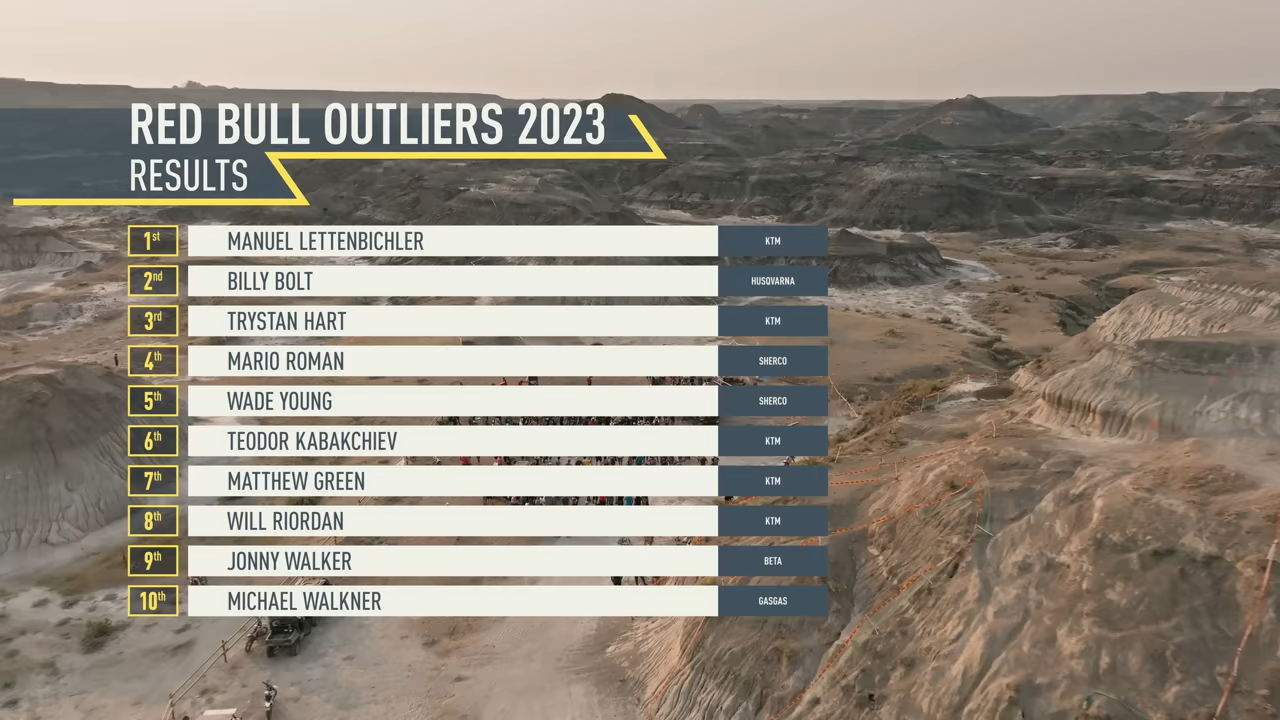 RED BULL OUTLIERS 2023
RESULTS
1st MANUEL LETTENBICHLER KTM
2nd BILLY BOLT HUSQVARNA
3rd TRYSTAN HART KTM
4th MARIO ROMAN SHERCO
5th WADE YOUNG SHERCO
6th TEODOR KABAKCHIEV KTM
7th MATTHEW GREEN KTM
8th WILL RIORDAN KTM
9th JONNY WALKER BETA
10th MICHAEL WALKNER GASGAS